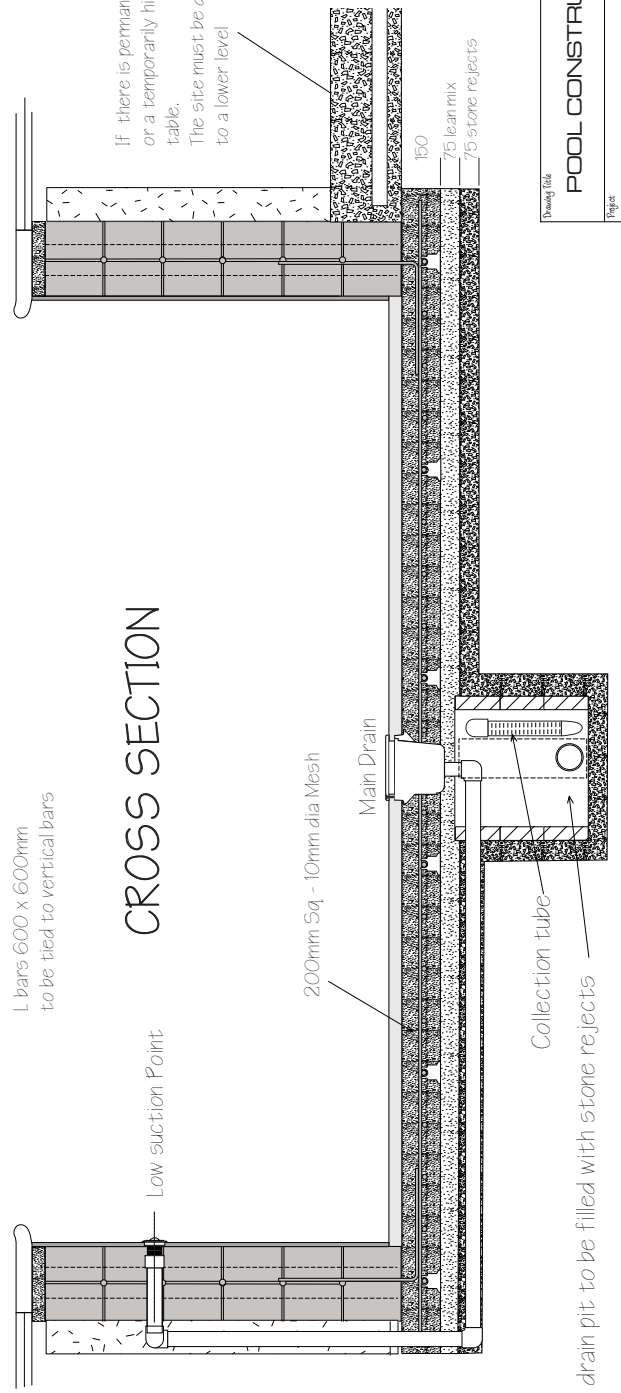 L bars 600 x 600mm
to be tied to vertical bars
CROSS SECTION
Low suction Point
200mm Sq - 10mm dia Mesh
Main Drain
Collection tube
drain pit to be filled with stone rejects
If there is perman
or a temporarily hi
table.
The site must be
to a lower level
150
75 lean mix
75 stone rejects
Drawing Title
POOL CONSTRU
Project